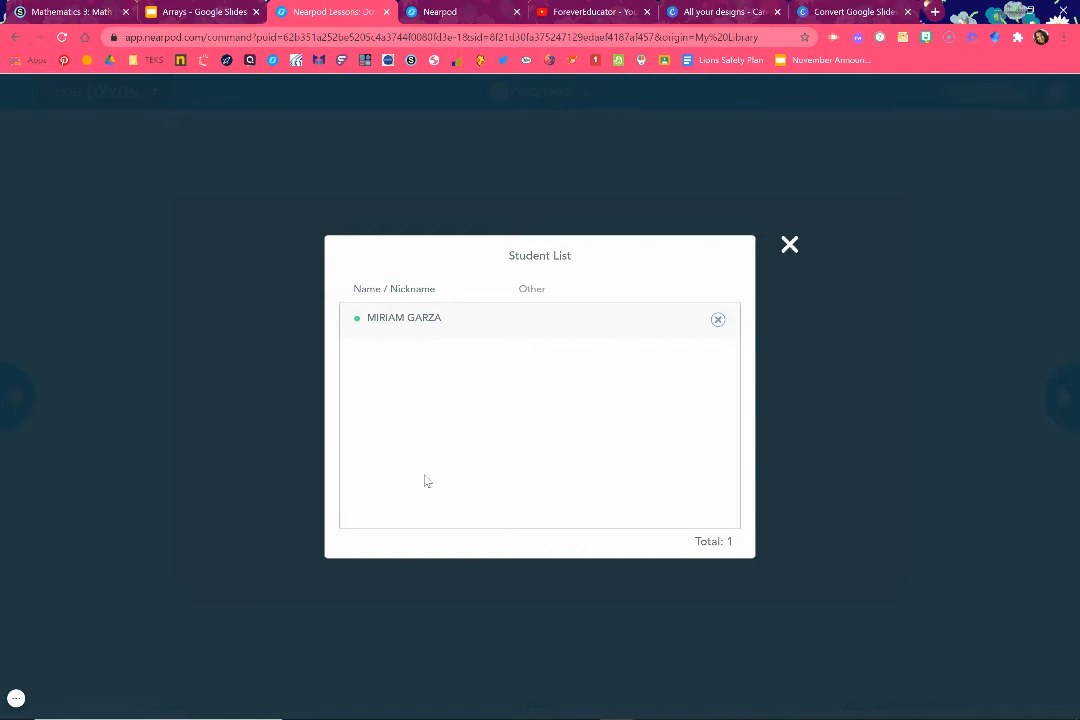 Mathematics 3: Math
Arrays - Google Slides
Nearpod Lessons: Do
Nearpod
ForeverEducator - You
All your designs - Can
Convert Google Slide
app.nearpod.com/command?puid=62b351a252be5205c4a3744f0080fd3e-1&sid=8f21d30fa375247129edaef4187af457&origin=My%20Library
Apps
TEKS
Lions Safety Plan
November Announ...
Student List
Name / Nickname
Other
MIRIAM GARZA
Total: 1